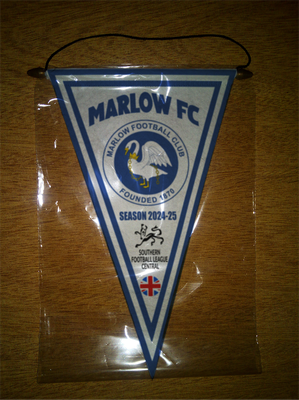 MARLOW FC
MARLOW FOOTBALL CLUB
FOUNDED 1870
SEASON 2024-25
SOUTHERN
FOOTBALL LEAGUE
CENTRAL